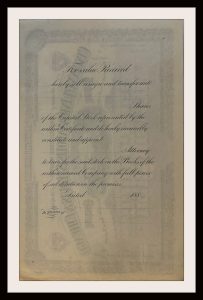 For value Received
hereby sell assign and transfer unto
Shares
of the Capital Stock represented by the
within Certificate and do hereby irrevocably
constitute and appoint
Attorney
to transfer the said stock on the Books of the
within named Company with full power
of substitution in the premises
Dated 188